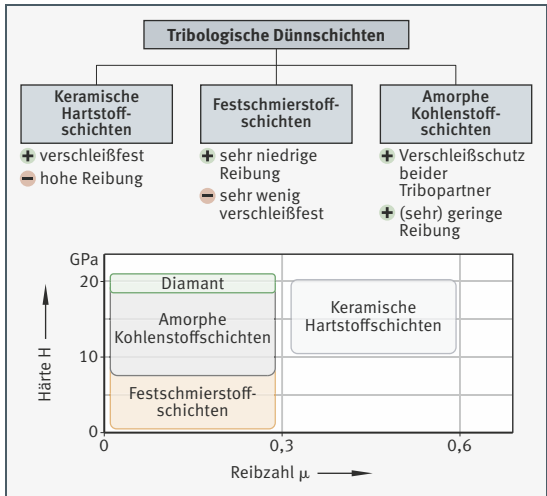 Tribologische Dünnschichten
Keramische
Hartstoff-
schichten
+ verschleißfest
– hohe Reibung
Festschmierstoff-
schichten
+ sehr niedrige
Reibung
– sehr wenig
verschleißfest
Amorphe
Kohlenstoff-
schichten
+ Verschleißschutz
beider
Tribopartner
+ (sehr) geringe
Reibung
GPa
20
10
0
Härte H
Diamant
Amorphe
Kohlenstoffschichten
Festschmierstoff-
schichten
Keramische
Hartstoffschichten
0
0,3
0,6
Reibzahl μ